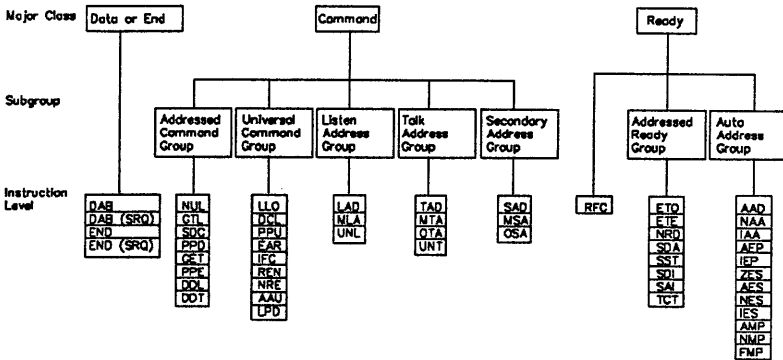 Major Class
Data or End
Command
Ready
Subgroup
Addressed
Command
Group
Universal
Command
Group
Listen
Address
Group
Talk
Address
Group
Secondary
Address
Group
Addressed
Ready
Group
Auto
Address
Group
Instruction
Level
DAB
DAB (SRQ)
END
END (SRQ)
NUL
GTL
SDC
PPD
GET
PPE
DDL
DDT
LLO
DCL
PPU
EAR
IFC
REN
NRE
AAU
LPD
LAD
MLA
UNL
TAD
MTA
OTA
UNT
SAD
MSA
OSA
RFC
ETO
ETE
NRD
SDA
SST
SDI
SAI
TCT
AAD
NAA
IAA
AEP
IEP
ZES
AES
NES
IES
AMP
NMP
FMP